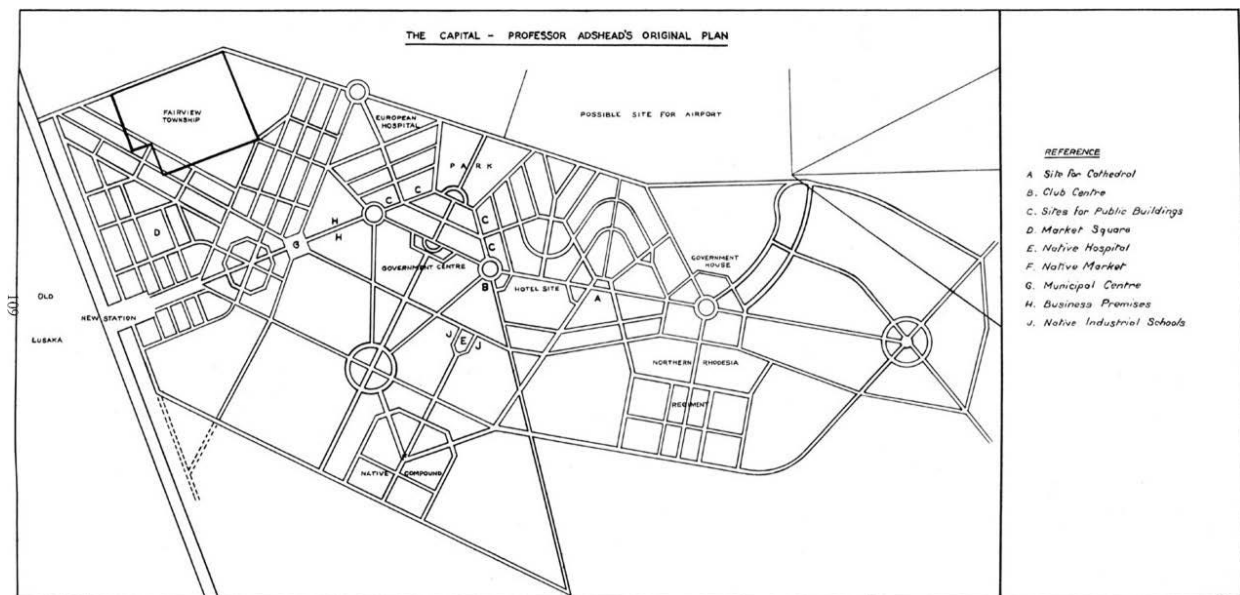 THE CAPITAL - PROFESSOR ADSHEAD'S ORIGINAL PLAN
FAIRVIEW
TOWNSHIP
EUROPEAN
HOSPITAL
POSSIBLE SITE FOR AIRPORT
PARK
C
C
C
H
H
D
G
GOVERNMENT CENTRE
GOVERNMENT
HOUSE
B
HOTEL SITE
A
OLD
LUSAKA
NEW STATION
J E J
NORTHERN RHODESIA
REGIMENT
F
NATIVE COMPOUND
109
REFERENCE
A Site for Cathedral
B. Club Centre
C. Sites for Public Buildings
D. Market Square
E. Native Hospital
F. Native Market
G. Municipal Centre
H. Business Premises
J. Native Industrial Schools